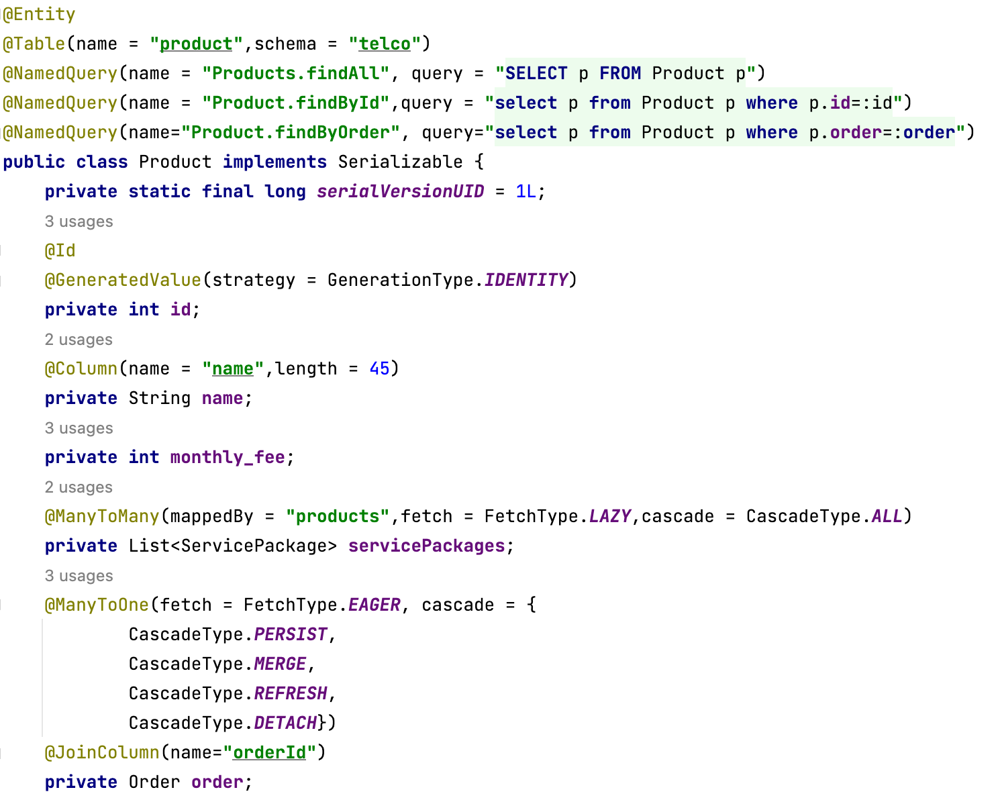 @Entity
@Table(name = "product",schema = "telco")
@NamedQuery(name = "Products.findAll", query = "SELECT p FROM Product p")
@NamedQuery(name = "Product.findById",query = "select p from Product p where p.id=:id")
@NamedQuery(name="Product.findByOrder", query="select p from Product p where p.order=:order")
public class Product implements Serializable {
    private static final long serialVersionUID = 1L;
    3 usages
    @Id
    @GeneratedValue(strategy = GenerationType.IDENTITY)
    private int id;
    2 usages
    @Column(name = "name",length = 45)
    private String name;
    3 usages
    private int monthly_fee;
    2 usages
    @ManyToMany(mappedBy = "products",fetch = FetchType.LAZY,cascade = CascadeType.ALL)
    private List<ServicePackage> servicePackages;
    3 usages
    @ManyToOne(fetch = FetchType.EAGER, cascade = {
            CascadeType.PERSIST,
            CascadeType.MERGE,
            CascadeType.REFRESH,
            CascadeType.DETACH})
    @JoinColumn(name="orderId")
    private Order order;